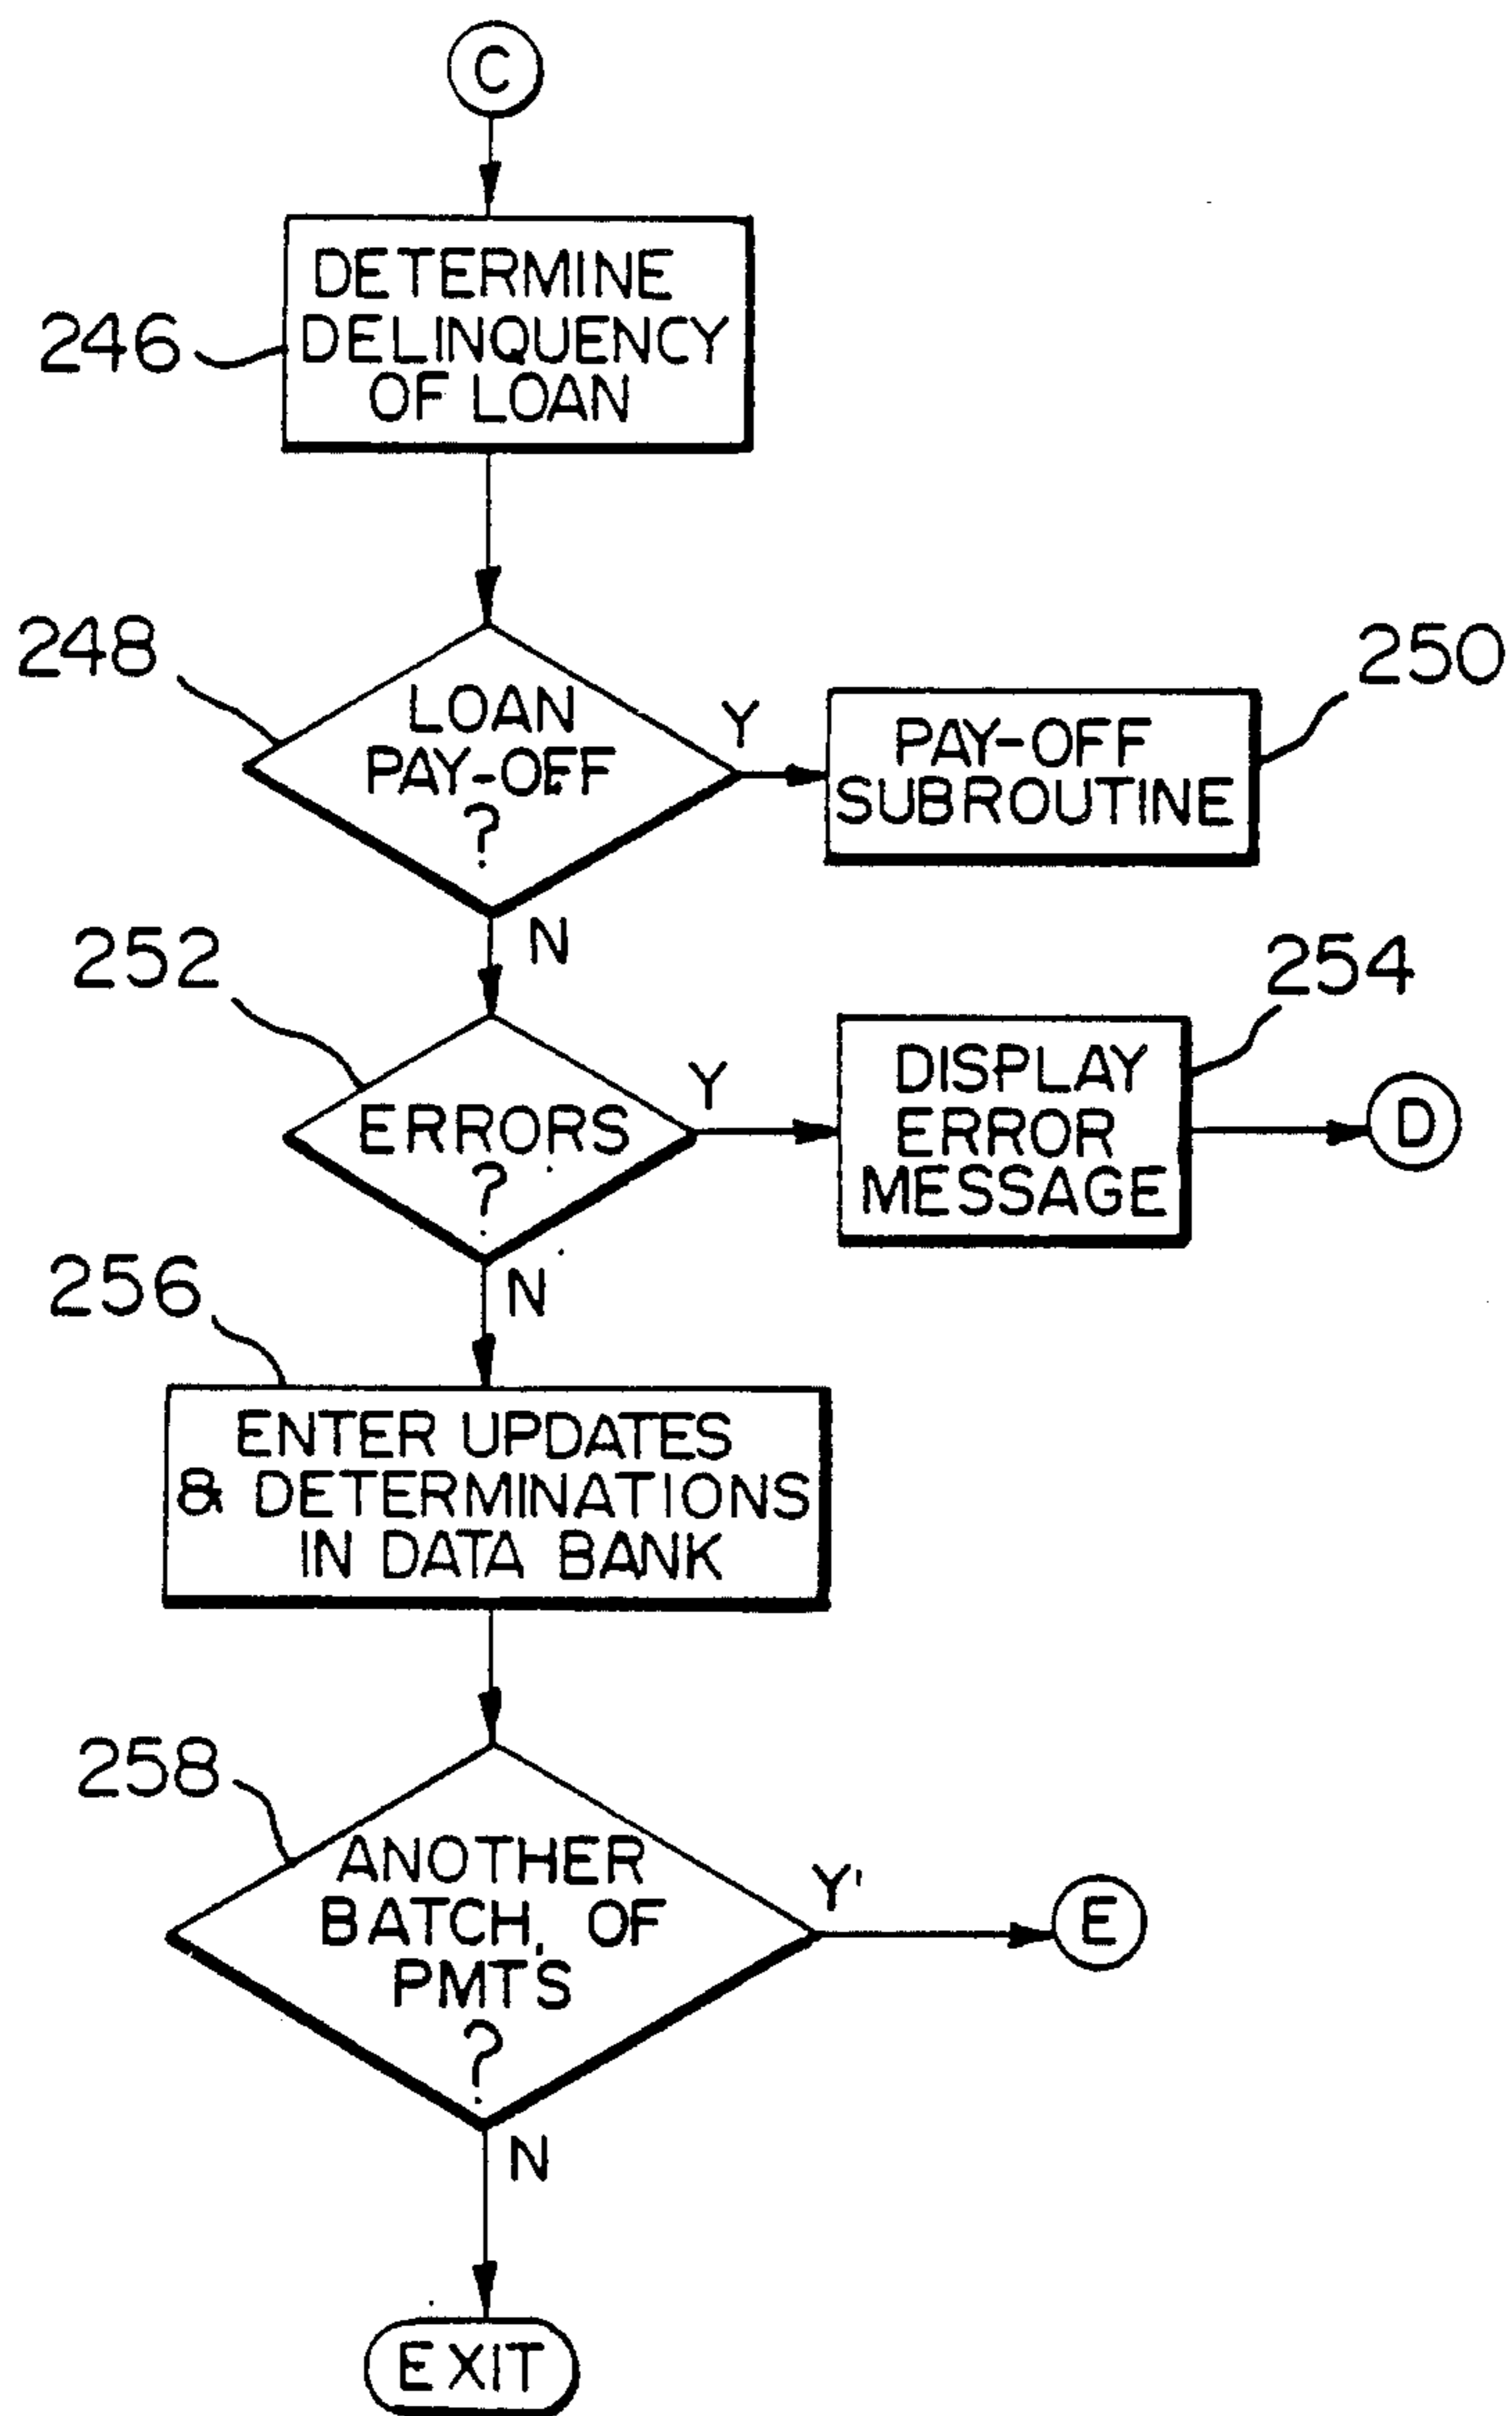 C
DETERMINE
DELINQUENCY
OF LOAN
246
248
LOAN
PAY-OFF
?
Y
PAY-OFF
SUBROUTINE
250
N
252
ERRORS
?
Y
DISPLAY
ERROR
MESSAGE
254
D
N
256
ENTER UPDATES
& DETERMINATIONS
IN DATA BANK
258
ANOTHER
BATCH OF
PMT'S
?
Y
E
N
EXIT